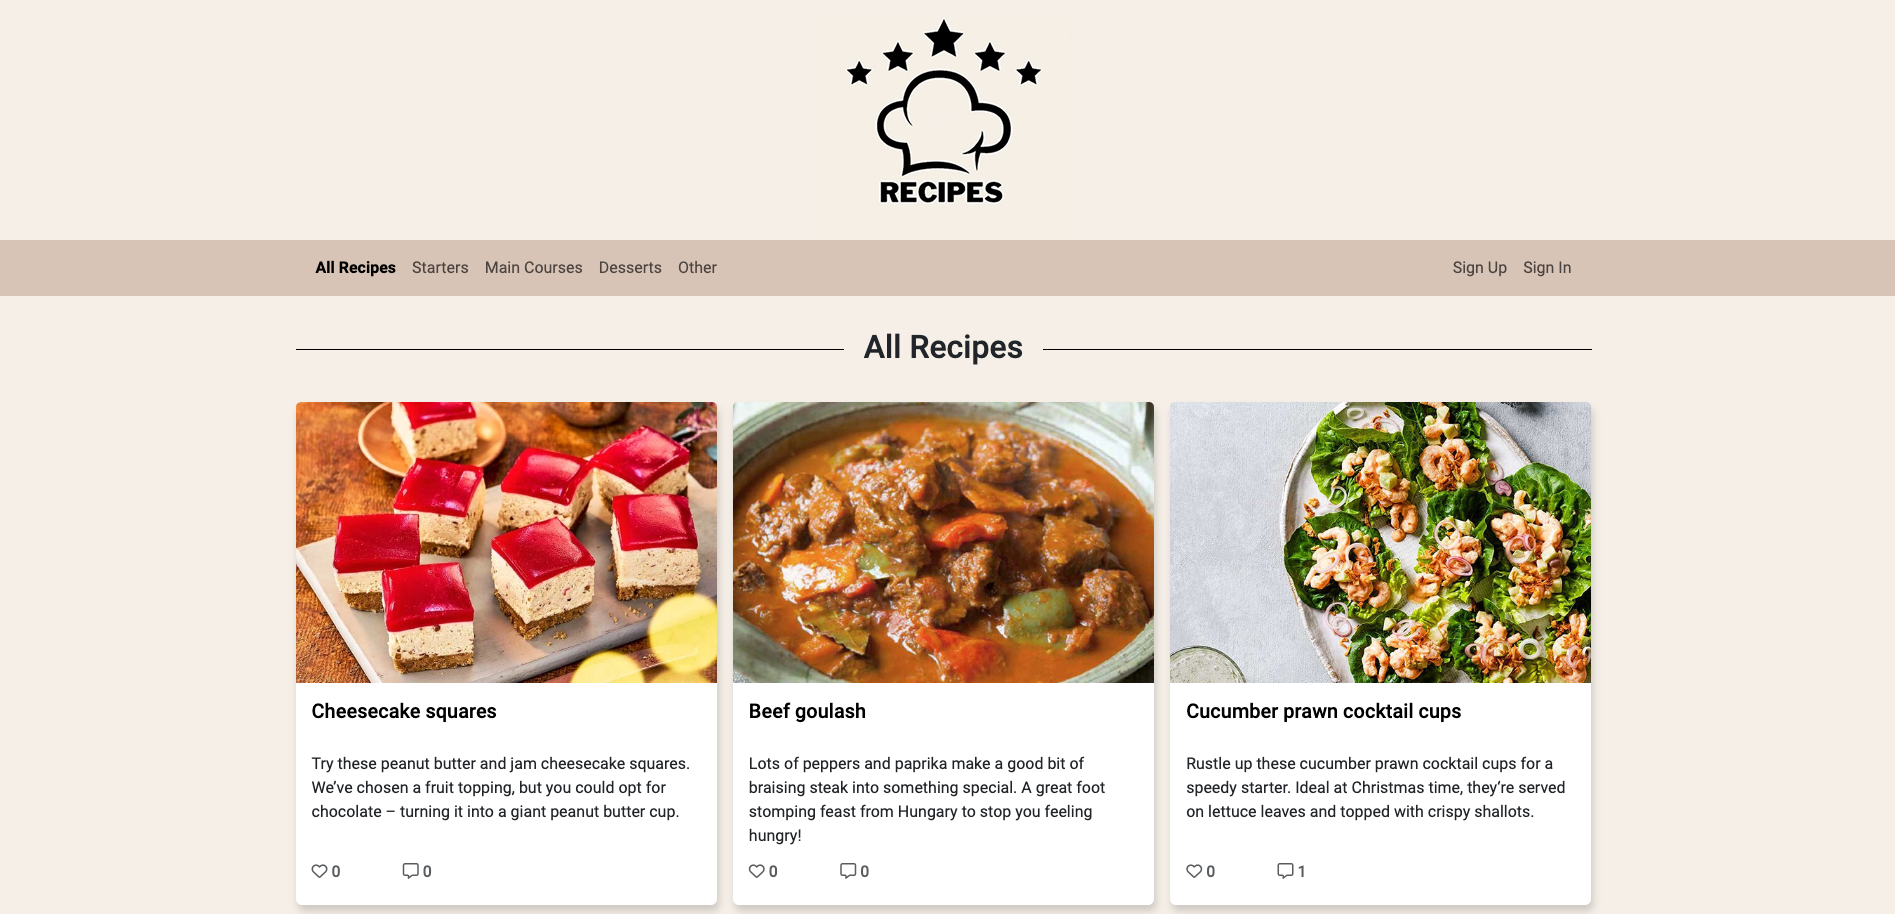 RECIPES
All Recipes Starters Main Courses Desserts Other Sign Up Sign In
All Recipes
Cheesecake squares
Try these peanut butter and jam cheesecake squares.
We’ve chosen a fruit topping, but you could opt for
chocolate – turning it into a giant peanut butter cup.
0 0
Beef goulash
Lots of peppers and paprika make a good bit of
braising steak into something special. A great foot
stomping feast from Hungary to stop you feeling
hungry!
0 0
Cucumber prawn cocktail cups
Rustle up these cucumber prawn cocktail cups for a
speedy starter. Ideal at Christmas time, they’re served
on lettuce leaves and topped with crispy shallots.
0 1